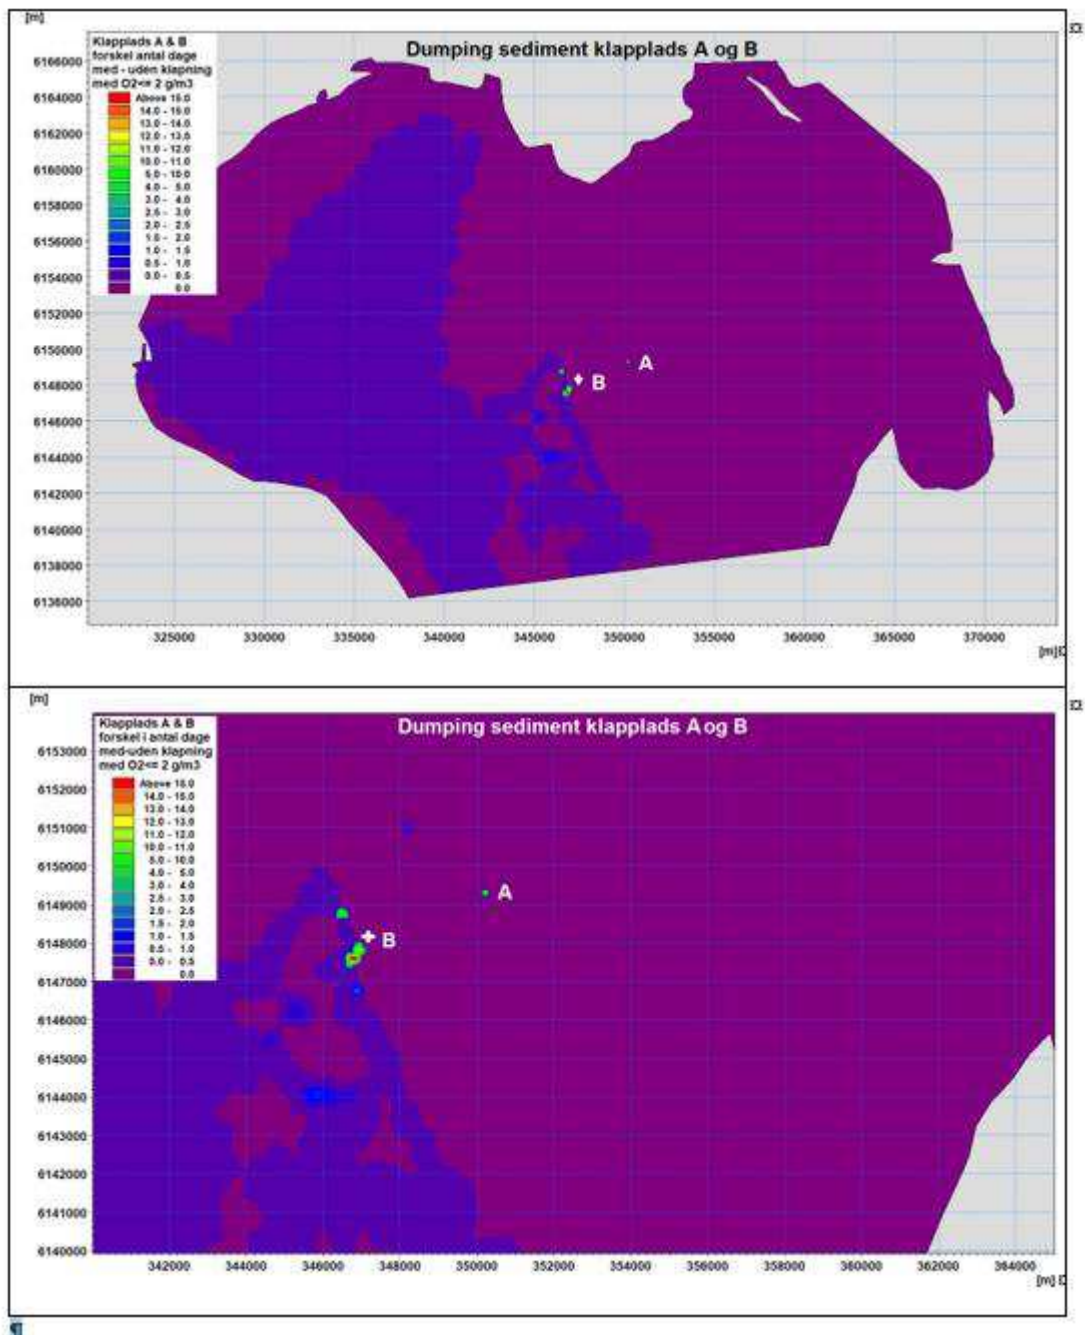 [m]
Klapplads A & B
forskel antal dage
med - uden klapning
med O2<= 2 g/m3
Dumping sediment klapplads A og B
Above 15.0
14.0 - 15.0
13.0 - 14.0
12.0 - 13.0
11.0 - 12.0
10.0 - 11.0
5.0 - 10.0
4.0 - 5.0
3.0 - 4.0
2.5 - 3.0
2.0 - 2.5
1.5 - 2.0
1.0 - 1.5
0.5 - 1.0
0.0 - 0.5
0.0
6166000
6164000
6162000
6160000
6158000
6156000
6154000
6152000
6150000
6148000
6146000
6144000
6142000
6140000
6138000
6136000
A
B
325000 330000 335000 340000 345000 350000 355000 360000 365000 370000
[m]
[m]
Klapplads A & B
forskel i antal dage
med-uden klapning
med O2<= 2 g/m3
Dumping sediment klapplads A og B
Above 15.0
14.0 - 15.0
13.0 - 14.0
12.0 - 13.0
11.0 - 12.0
10.0 - 11.0
5.0 - 10.0
4.0 - 5.0
3.0 - 4.0
2.5 - 3.0
2.0 - 2.5
1.5 - 2.0
1.0 - 1.5
0.5 - 1.0
0.0 - 0.5
0.0
6153000
6152000
6151000
6150000
6149000
6148000
6147000
6146000
6145000
6144000
6143000
6142000
6141000
6140000
A
B
342000 344000 346000 348000 350000 352000 354000 356000 358000 360000 362000 364000
[m]
¶